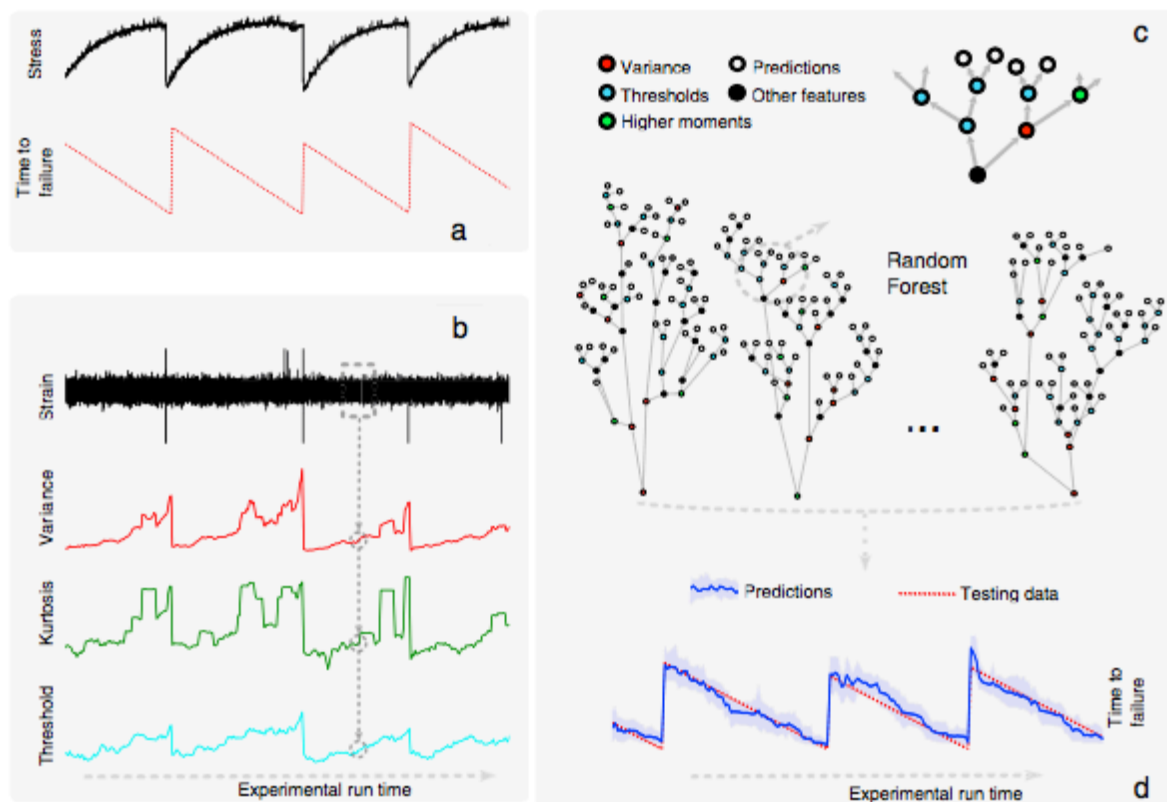 Stress
Time to
failure
a
b
Strain
Variance
Kurtosis
Threshold
Experimental run time
c
Variance
Predictions
Thresholds
Other features
Higher moments
Random
Forest
...
Predictions
Testing data
Time to
failure
Experimental run time
d